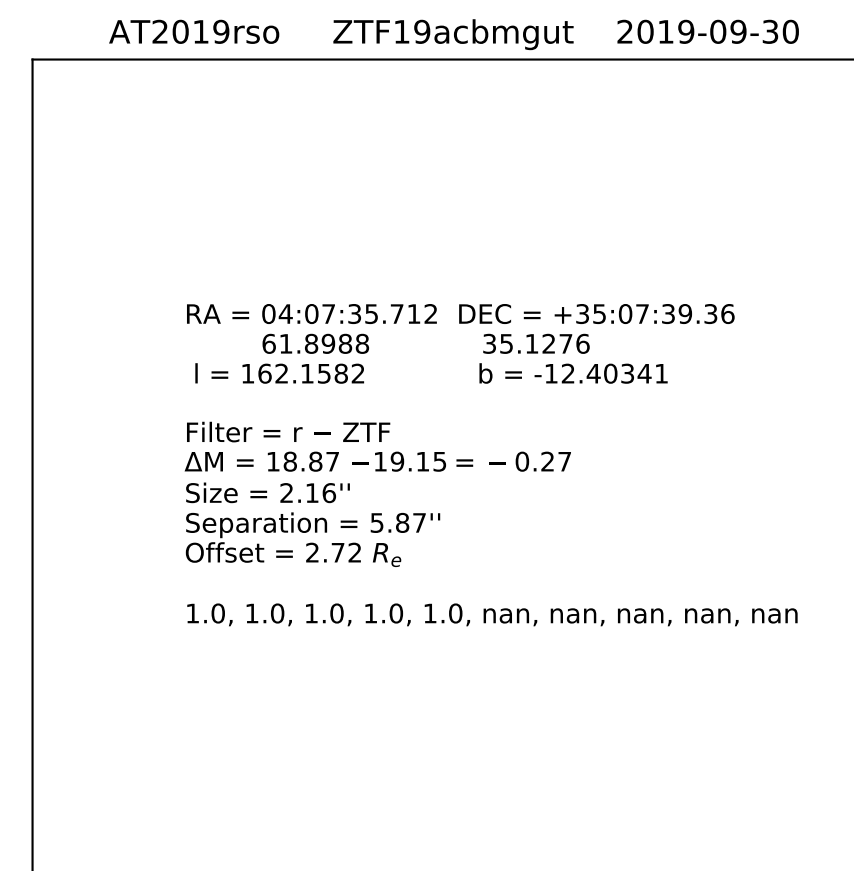 AT2019rso ZTF19acbmgut 2019-09-30
RA = 04:07:35.712 DEC = +35:07:39.36
61.8988 35.1276
l = 162.1582 b = -12.40341
Filter = r − ZTF
ΔM = 18.87 −19.15 = − 0.27
Size = 2.16''
Separation = 5.87''
Offset = 2.72 Rₑ
1.0, 1.0, 1.0, 1.0, 1.0, nan, nan, nan, nan, nan